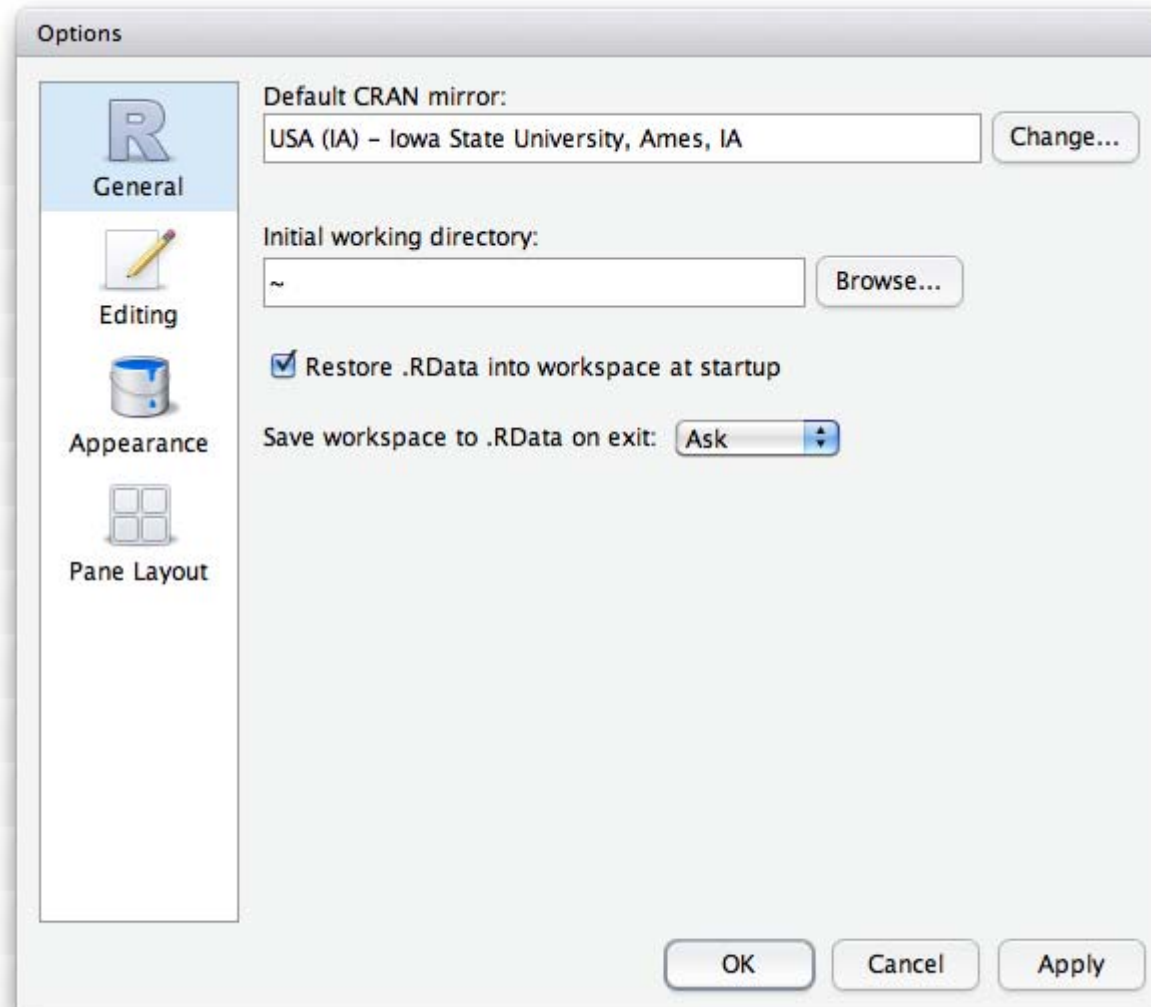 Options
R
General
Editing
Appearance
Pane Layout
Default CRAN mirror:
USA (IA) – Iowa State University, Ames, IA
Change...
Initial working directory:
~
Browse...
Restore .RData into workspace at startup
Save workspace to .RData on exit: Ask
OK Cancel Apply